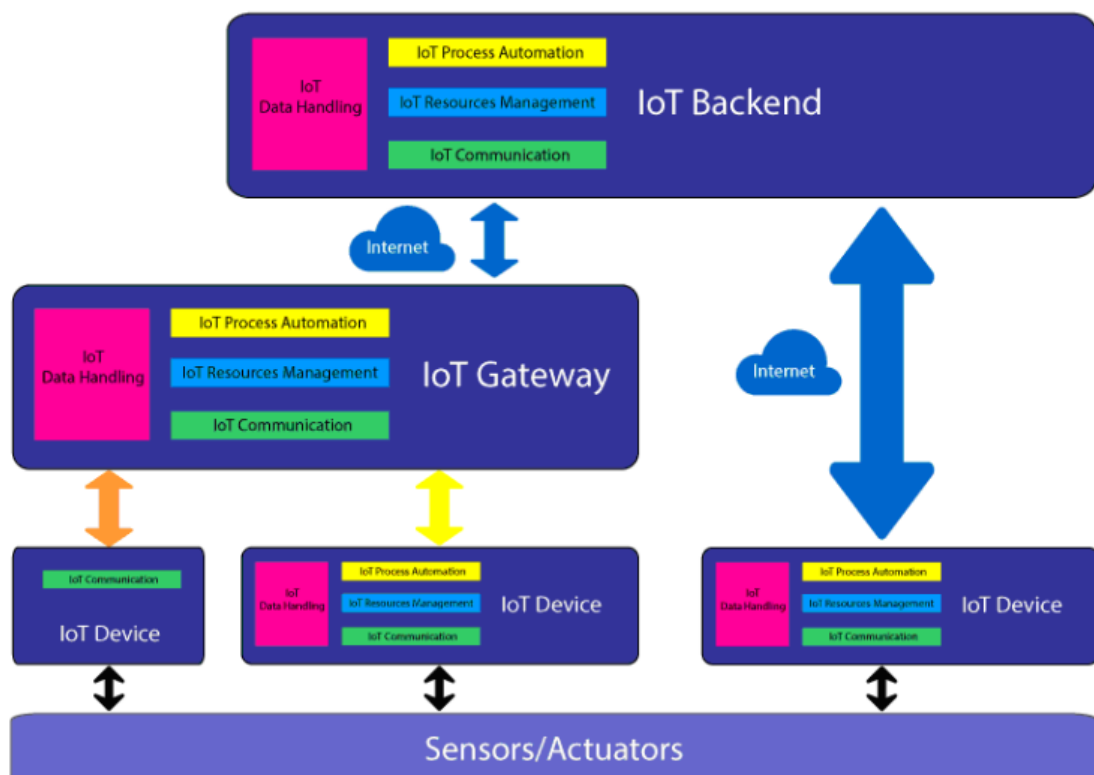 IoT
Data Handling
IoT Process Automation
IoT Resources Management
IoT Communication
IoT Backend
Internet
IoT
Data Handling
IoT Process Automation
IoT Resources Management
IoT Communication
IoT Gateway
Internet
IoT Communication
IoT Device
IoT
Data Handling
IoT Process Automation
IoT Resources Management
IoT Communication
IoT Device
IoT
Data Handling
IoT Process Automation
IoT Resources Management
IoT Communication
IoT Device
Sensors/Actuators